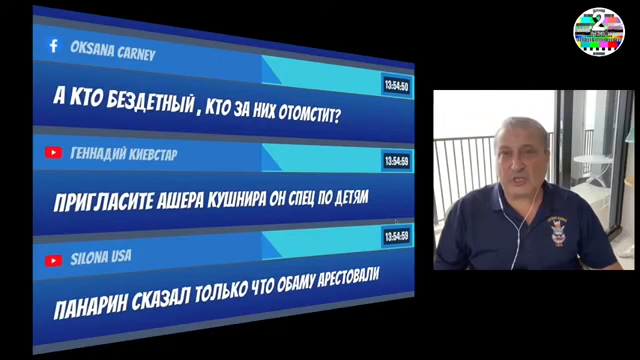 OKSANA CARNEY
13:54:50
А КТО БЕЗДЕТНЫЙ , КТО ЗА НИХ ОТОМСТИТ?
ГЕННАДИЙ КИЕВСТАР
13:54:59
ПРИГЛАСИТЕ АШЕРА КУШНИРА ОН СПЕЦ ПО ДЕТЯМ
SILONA USA
13:54:59
ПАНАРИН СКАЗАЛ ТОЛЬКО ЧТО ОБАМУ АРЕСТОВАЛИ
2